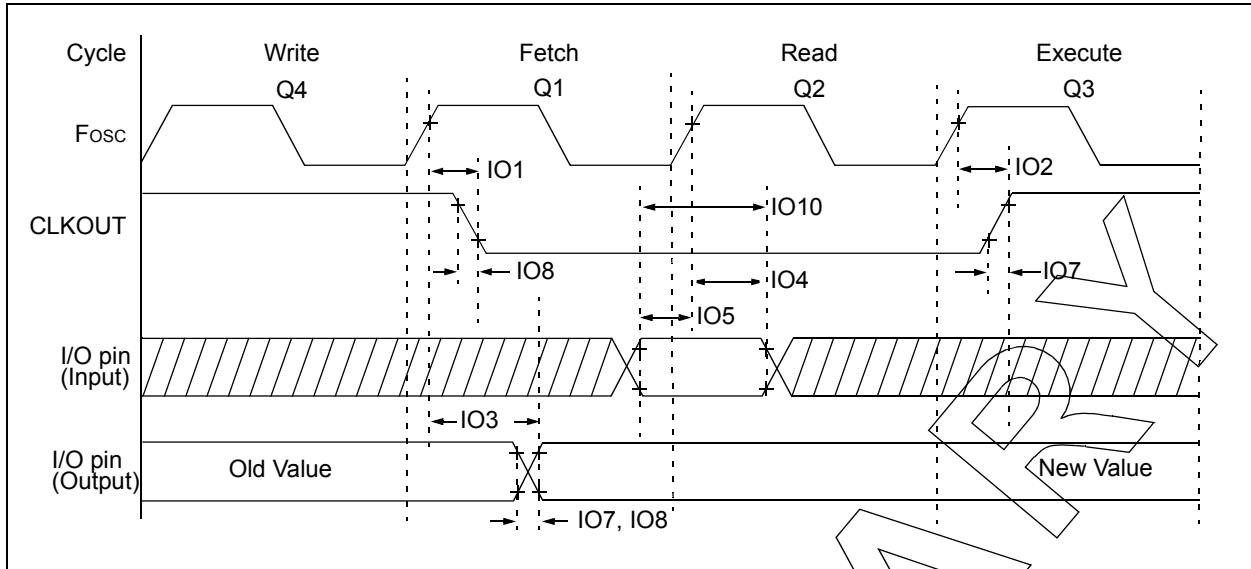 Cycle Write Fetch Read Execute
Q4 Q1 Q2 Q3
Fosc
IO1 IO2
IO10
CLKOUT
IO8 IO4 IO7
IO5
I/O pin
(Input)
IO3
I/O pin
(Output)
Old Value New Value
IO7, IO8